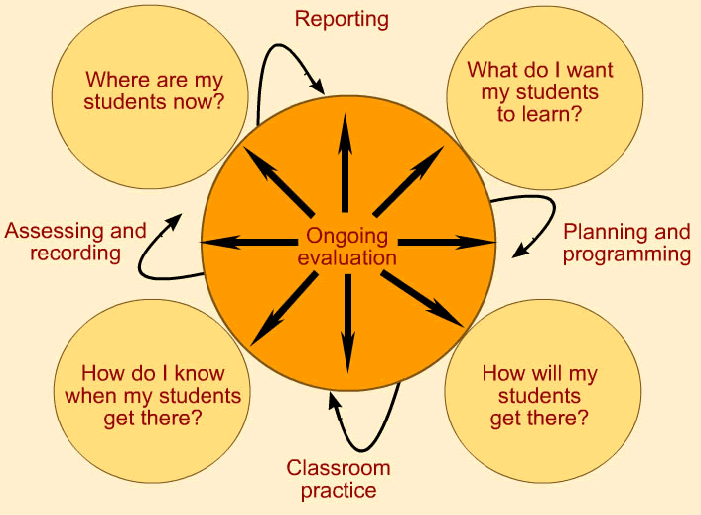 Reporting
Where are my
students now?
What do I want
my students
to learn?
Assessing and
recording
Ongoing
evaluation
Planning and
programming
How do I know
when my students
get there?
How will my
students
get there?
Classroom
practice